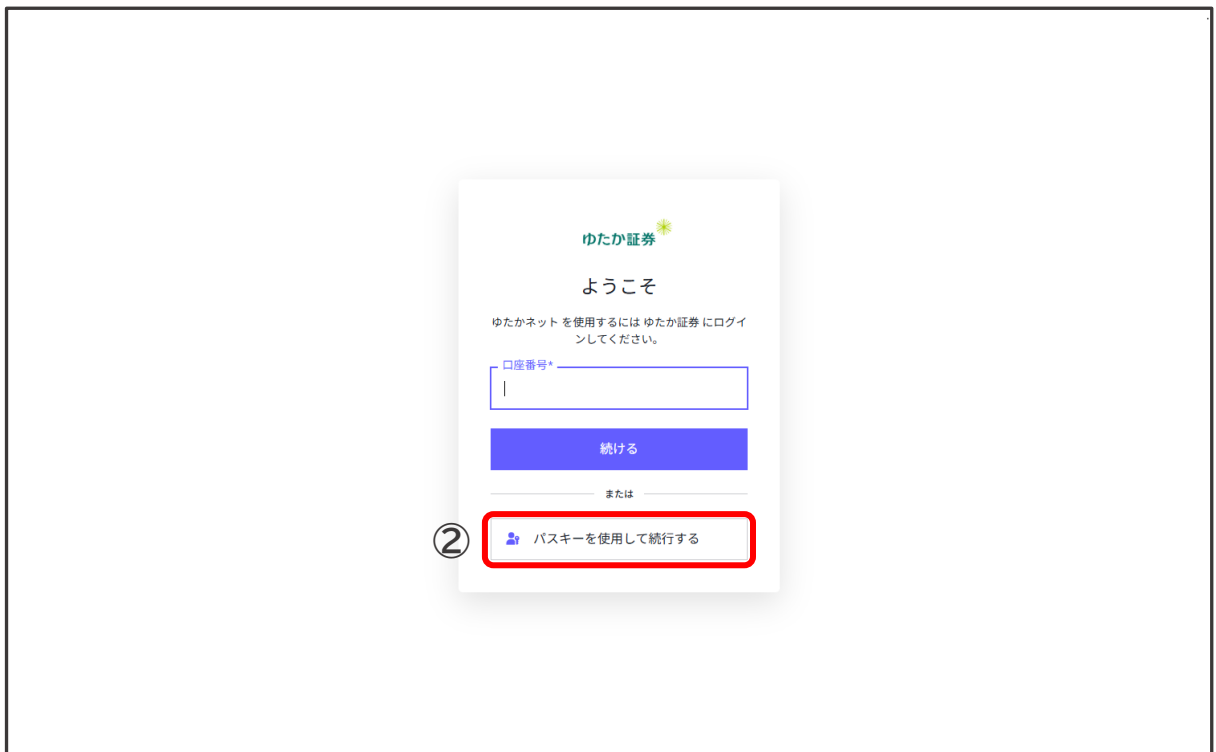 ゆたか証券
ようこそ
ゆたかネット を使用するには ゆたか証券 にログイ
ンしてください。
口座番号*
続ける
または
② パスキーを使用して続行する